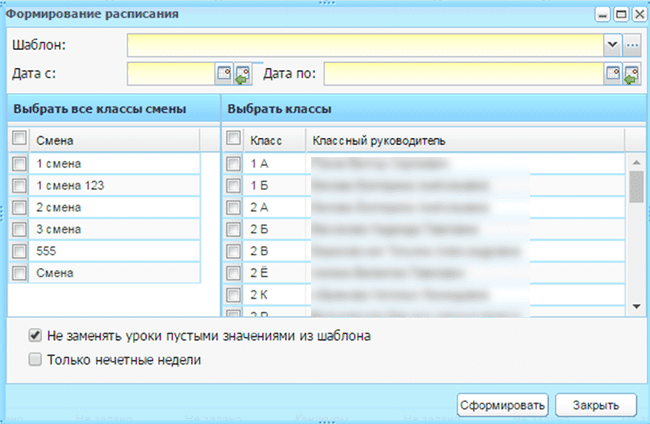 Формирование расписания
Шаблон:
Дата с: Дата по:
Выбрать все классы смены Выбрать классы
Смена Класс Классный руководитель
1 смена 1 А
1 смена 123 1 Б
2 смена 2 А
3 смена 2 Б
555 2 В
Смена 2 Ё
2 К
Не заменять уроки пустыми значениями из шаблона
Только нечетные недели
Сформировать Закрыть